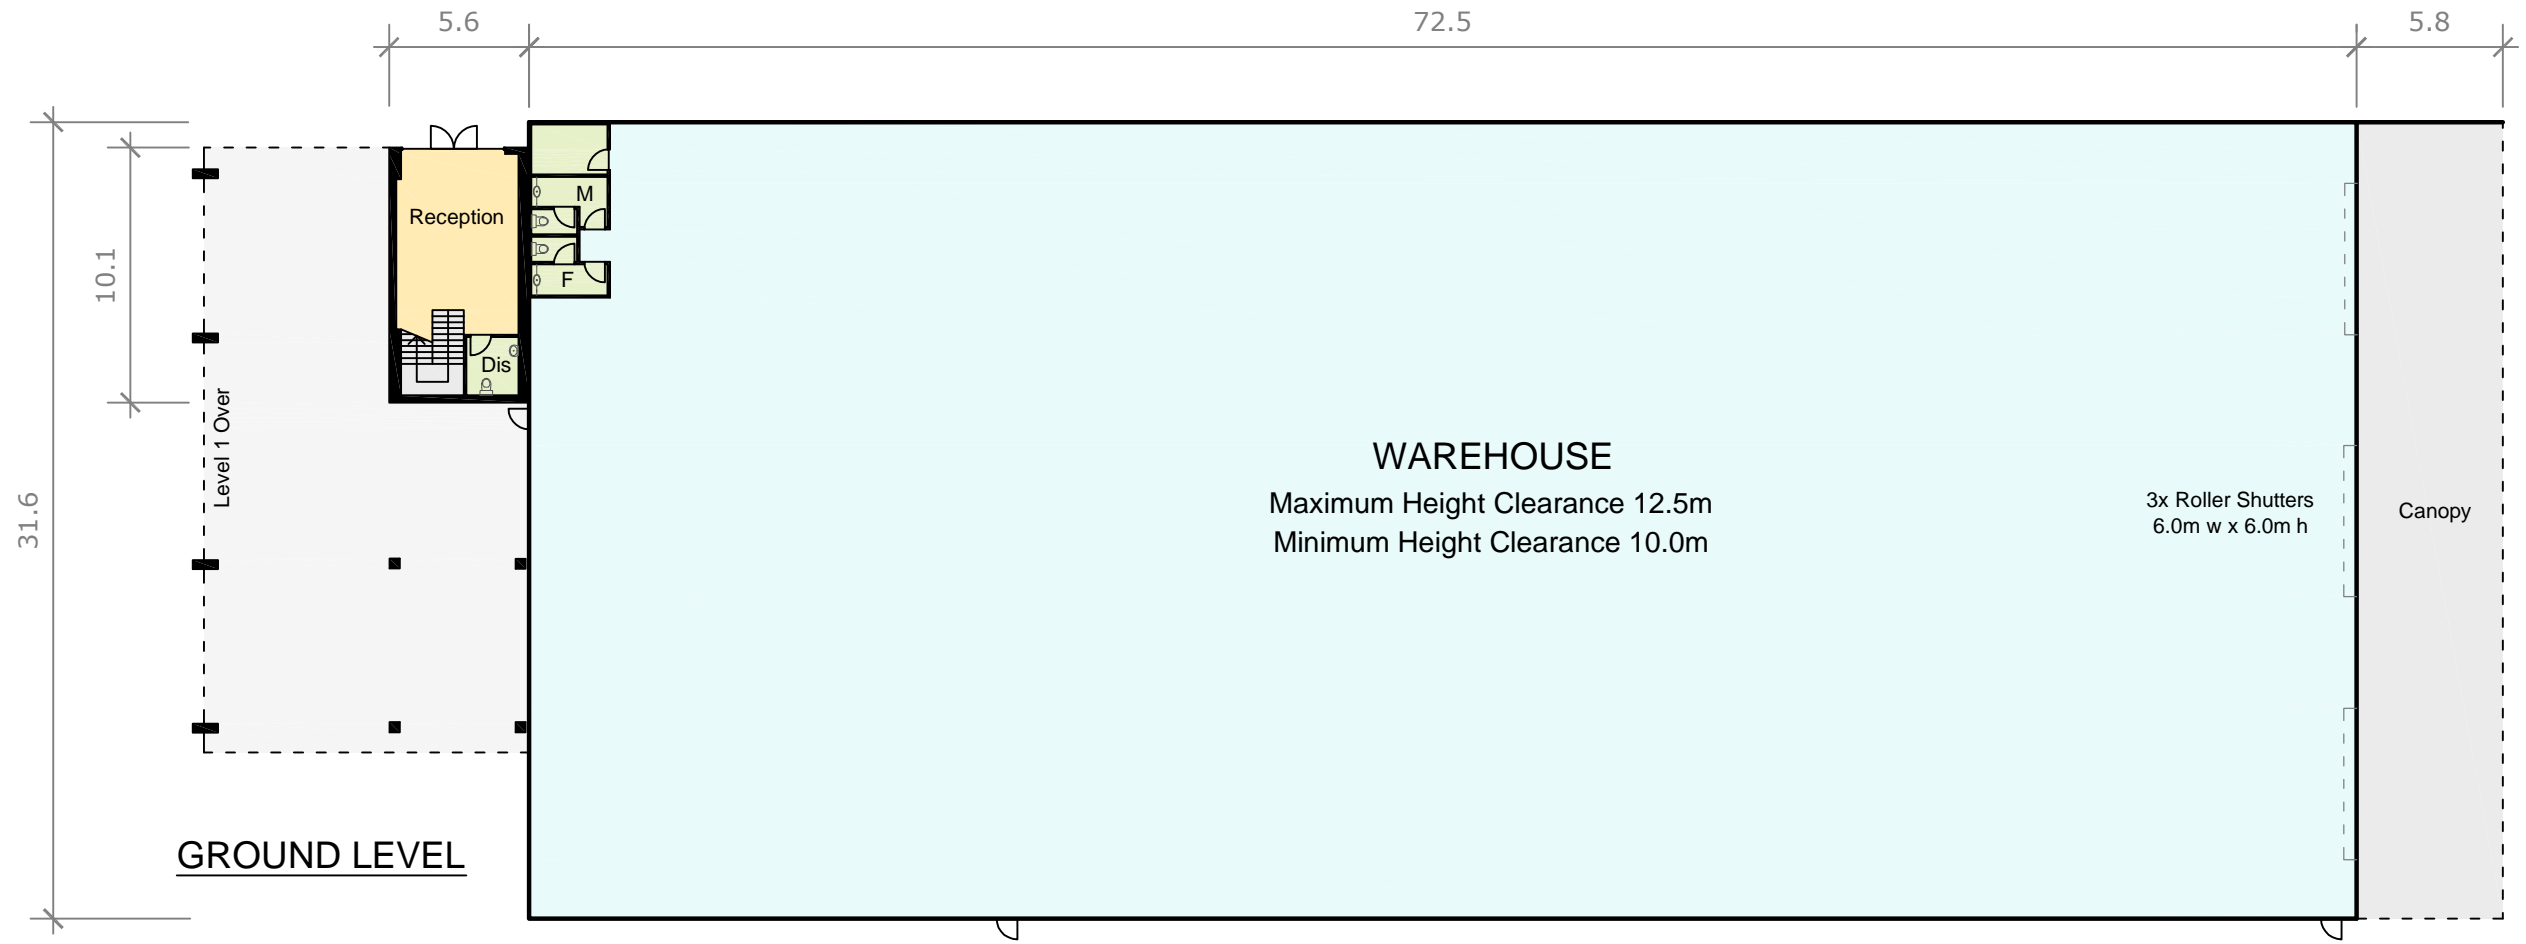 5.6
72.5
5.8
10.1
31.6
Reception
M
F
Dis
Level 1 Over
WAREHOUSE
Maximum Height Clearance 12.5m
Minimum Height Clearance 10.0m
3x Roller Shutters
6.0m w x 6.0m h
Canopy
GROUND LEVEL